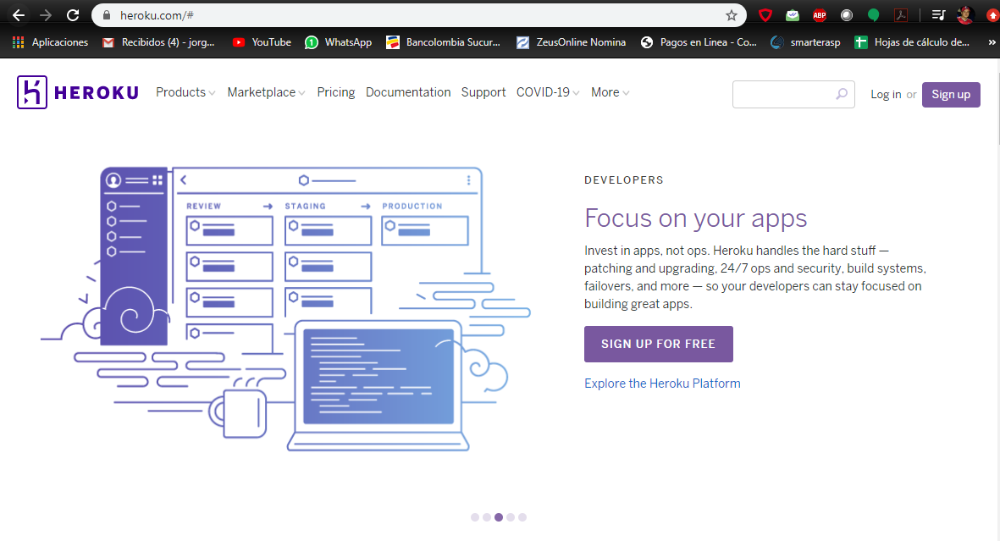 heroku.com/#
ABP
Aplicaciones
Recibidos (4) - jorg...
YouTube
WhatsApp
Bancolombia Sucur...
ZeusOnline Nomina
Pagos en Linea - Co...
smarterasp
Hojas de cálculo de...
»
HEROKU
Products
Marketplace
Pricing
Documentation
Support
COVID-19
More
Log in or
Sign up
REVIEW
STAGING
PRODUCTION
DEVELOPERS
Focus on your apps
Invest in apps, not ops. Heroku handles the hard stuff —
patching and upgrading, 24/7 ops and security, build systems,
failovers, and more — so your developers can stay focused on
building great apps.
SIGN UP FOR FREE
Explore the Heroku Platform